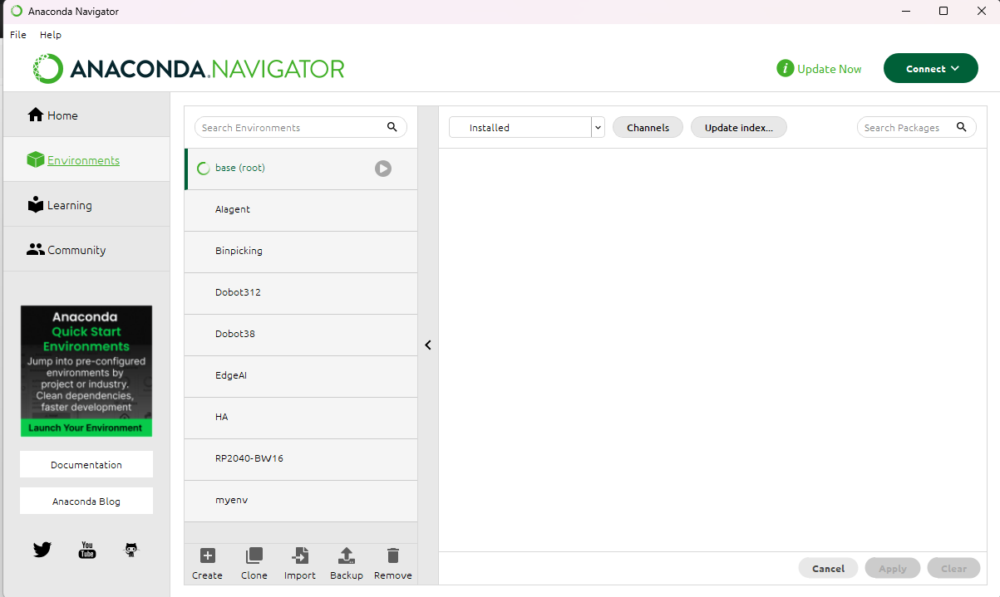 Anaconda Navigator
File Help
ANACONDA.NAVIGATOR
i Update Now
Connect
Home
Environments
Learning
Community
Anaconda
Quick Start
Environments
Jump into pre-configured
environments by
project or industry.
Clean dependencies,
faster development
Launch Your Environment
Documentation
Anaconda Blog
You
Tube
Search Environments
base (root)
AIagent
Binpicking
Dobot312
Dobot38
EdgeAI
HA
RP2040-BW16
myenv
Create Clone Import Backup Remove
Installed Channels Update index... Search Packages
Cancel Apply Clear